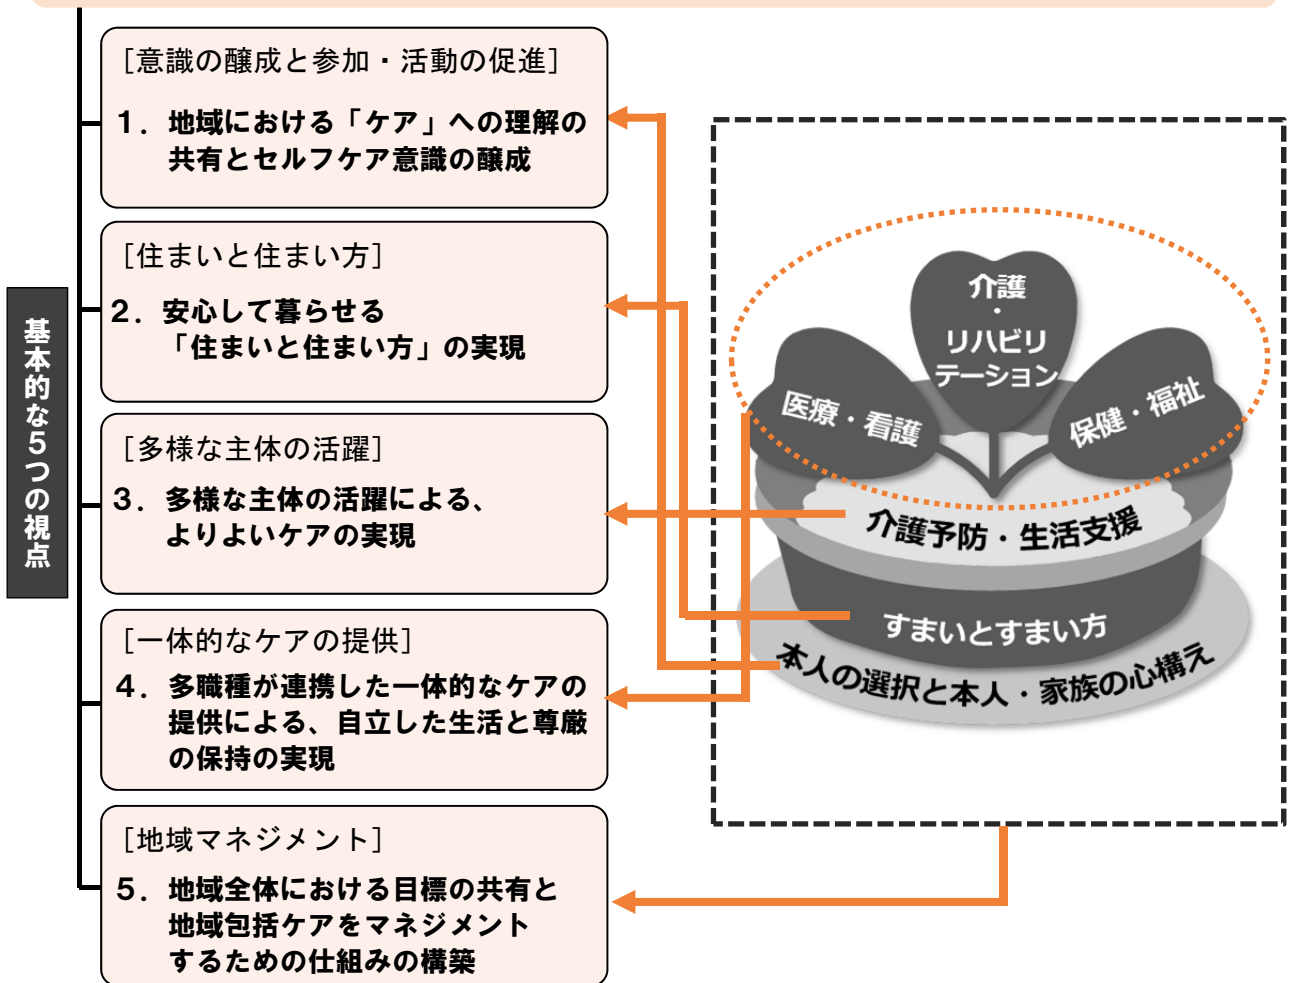 基本的な５つの視点
［意識の醸成と参加・活動の促進］
１．地域における「ケア」への理解の
共有とセルフケア意識の醸成
［住まいと住まい方］
２．安心して暮らせる
「住まいと住まい方」の実現
［多様な主体の活躍］
３．多様な主体の活躍による、
よりよいケアの実現
［一体的なケアの提供］
４．多職種が連携した一体的なケアの
提供による、自立した生活と尊厳
の保持の実現
［地域マネジメント］
５．地域全体における目標の共有と
地域包括ケアをマネジメント
するための仕組みの構築
介護
・
リハビリ
テーション
医療・看護
保健・福祉
介護予防・生活支援
すまいとすまい方
本人の選択と本人・家族の心構え